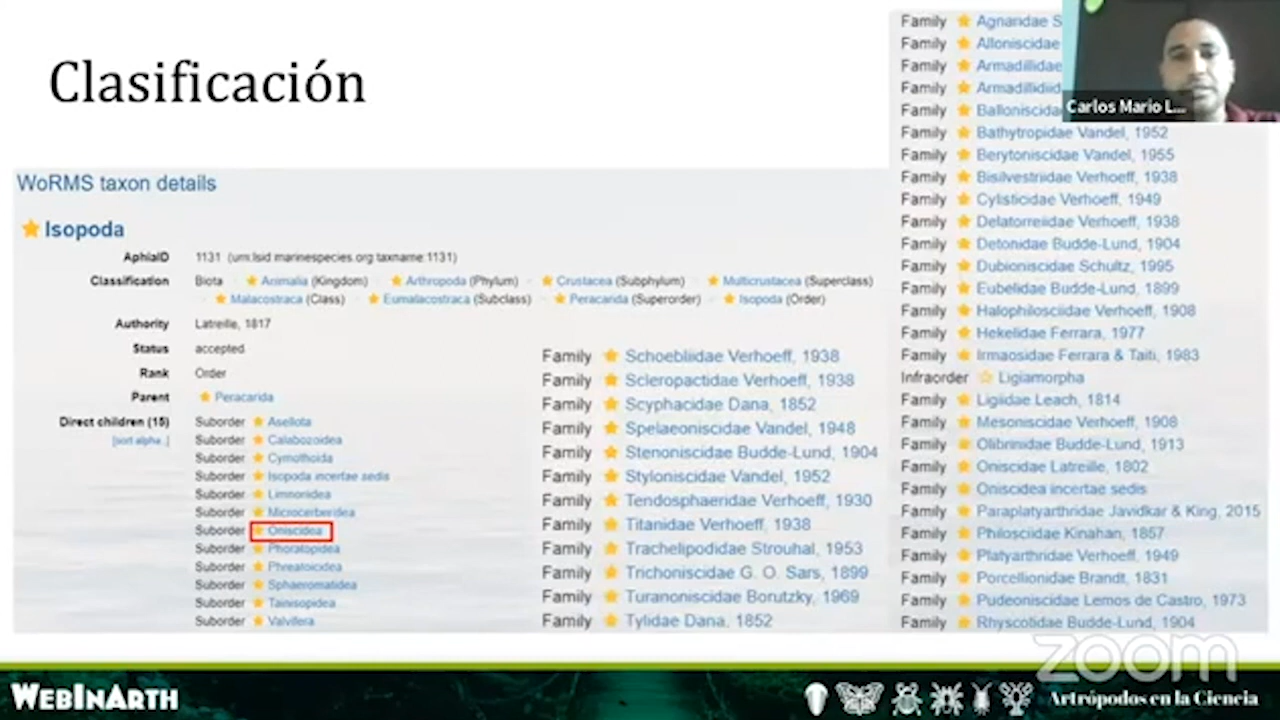 Clasificación
WoRMS taxon details
Isopoda
AphiaID 1131 (urn:lsid:marinespecies.org:taxname:1131)
Classification Biota Animalia (Kingdom) Arthropoda (Phylum) Crustacea (Subphylum) Multicrustacea (Superclass)
Malacostraca (Class) Eumalacostraca (Subclass) Peracarida (Superorder) Isopoda (Order)
Authority Latreille, 1817
Status accepted
Rank Order
Parent Peracarida
Direct children (15) Suborder Asellota
[sort alpha..] Suborder Calabozoidea
Suborder Cymothoida
Suborder Isopoda incertae sedis
Suborder Limnoriidea
Suborder Microcerberidea
Suborder Oniscidea
Suborder Phoratopidea
Suborder Phreatoicidea
Suborder Sphaeromatidea
Suborder Tainisopidea
Suborder Valvifera
Family Schoebliidae Verhoeff, 1938
Family Scleropactidae Verhoeff, 1938
Family Scyphacidae Dana, 1852
Family Spelaeoniscidae Vandel, 1948
Family Stenoniscidae Budde-Lund, 1904
Family Styloniscidae Vandel, 1952
Family Tendosphaeridae Verhoeff, 1930
Family Titanidae Verhoeff, 1938
Family Trachelipodidae Strouhal, 1953
Family Trichoniscidae G. O. Sars, 1899
Family Turanoniscidae Borutzky, 1969
Family Tylidae Dana, 1852
Family Agnaridae S
Family Alloniscidae
Family Armadillidae
Family Armadillidiid
Family Balloniscida
Family Bathytropidae Vandel, 1952
Family Berytoniscidae Vandel, 1955
Family Bisilvestriidae Verhoeff, 1938
Family Cylisticidae Verhoeff, 1949
Family Delatorreiidae Verhoeff, 1938
Family Detonidae Budde-Lund, 1904
Family Dubioniscidae Schultz, 1995
Family Eubelidae Budde-Lund, 1899
Family Halophilosciidae Verhoeff, 1908
Family Hekelidae Ferrara, 1977
Family Irmaosidae Ferrara & Taiti, 1983
Infraorder Ligiamorpha
Family Ligiidae Leach, 1814
Family Mesoniscidae Verhoeff, 1908
Family Olibrinidae Budde-Lund, 1913
Family Oniscidae Latreille, 1802
Family Oniscidea incertae sedis
Family Paraplatyarthridae Javidkar & King, 2015
Family Philosciidae Kinahan, 1857
Family Platyarthridae Verhoeff, 1949
Family Porcellionidae Brandt, 1831
Family Pudeoniscidae Lemos de Castro, 1973
Family Rhyscotidae Budde-Lund, 1904
Carlos Mario L...
zoom
WEBINARTH
Artrópodos en la Ciencia